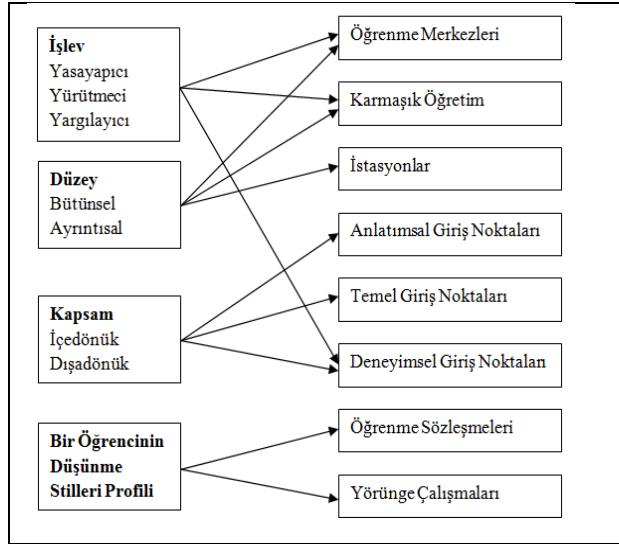 İşlev
Yasayapıcı
Yürütmeci
Yargılayıcı
Düzey
Bütünsel
Ayrıntısal
Kapsam
İçedönük
Dışadönük
Bir Öğrencinin
Düşünme
Stilleri Profili
Öğrenme Merkezleri
Karmaşık Öğretim
İstasyonlar
Anlatımsal Giriş Noktaları
Temel Giriş Noktaları
Deneyimsel Giriş Noktaları
Öğrenme Sözleşmeleri
Yörünge Çalışmaları